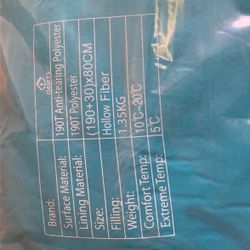 Brand:
Surface Material: 190T Anti-tearing Polyester
Lining Material: 190T Polyester
Size: (190+30)x80CM
Filling: Hollow Fiber
Weight: 1.35KG
Comfort Temp: 10℃~20℃
Extreme Temp: 5℃